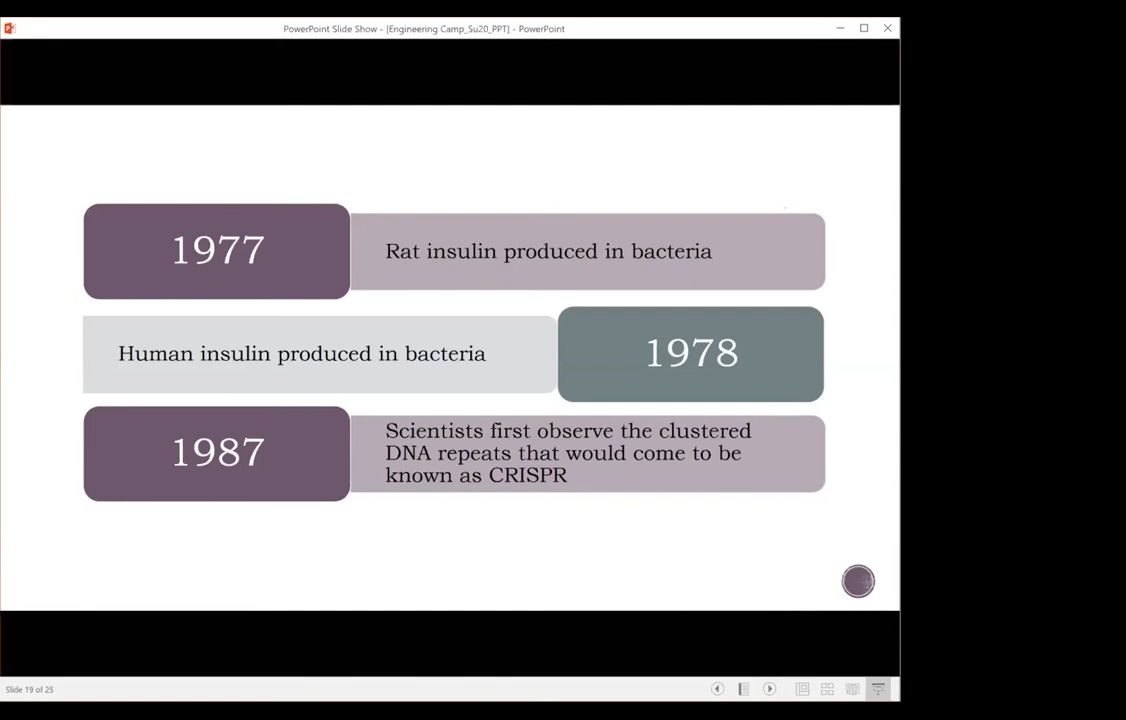 PowerPoint Slide Show - [Engineering Camp_Su20_PPT] - PowerPoint
1977
Rat insulin produced in bacteria
Human insulin produced in bacteria
1978
1987
Scientists first observe the clustered
DNA repeats that would come to be
known as CRISPR
Slide 19 of 25